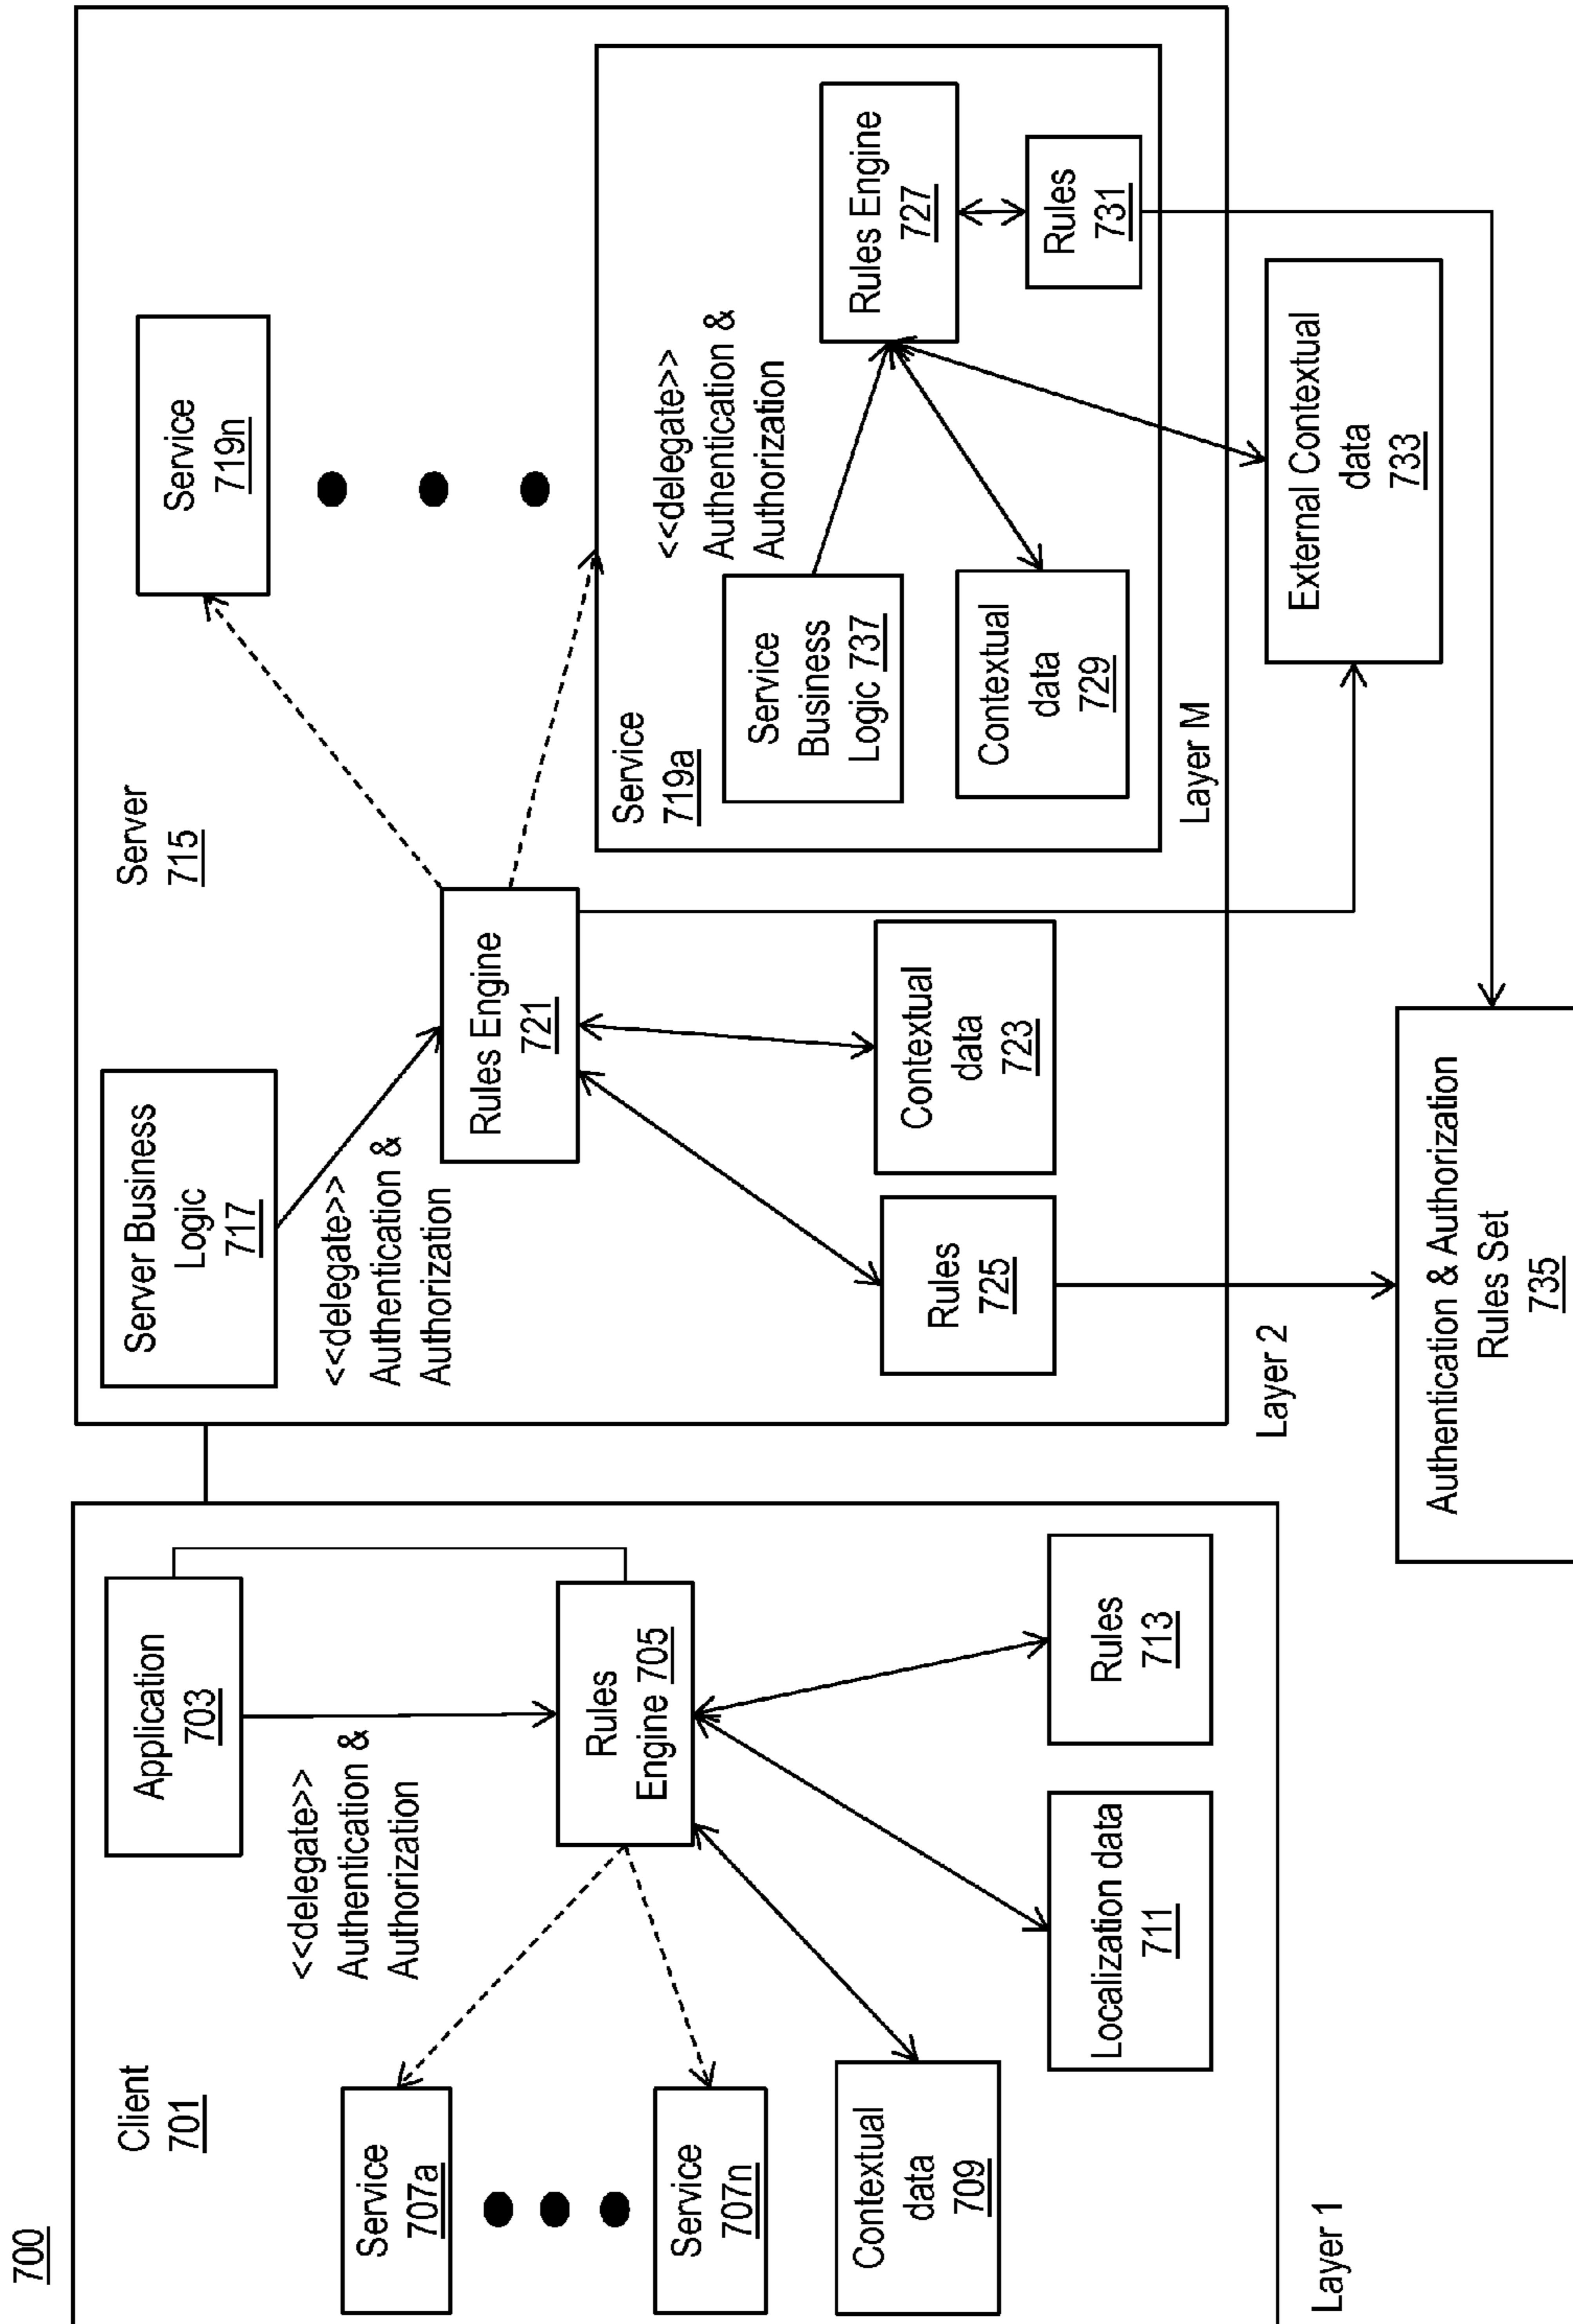 700
Client
701
Application
703
<<delegate>>
Authentication &
Authorization
Service
707a
Service
707n
Rules
Engine 705
Contextual
data
709
Localization data
711
Rules
713
Layer 1
Server
715
Server Business
Logic
717
<<delegate>>
Authentication &
Authorization
Rules Engine
721
Rules
725
Contextual
data
723
Layer 2
Service
719n
Service
719a
<<delegate>>
Authentication &
Authorization
Service
Business
Logic 737
Rules Engine
727
Contextual
data
729
Rules
731
Layer M
External Contextual
data
733
Authentication & Authorization
Rules Set
735